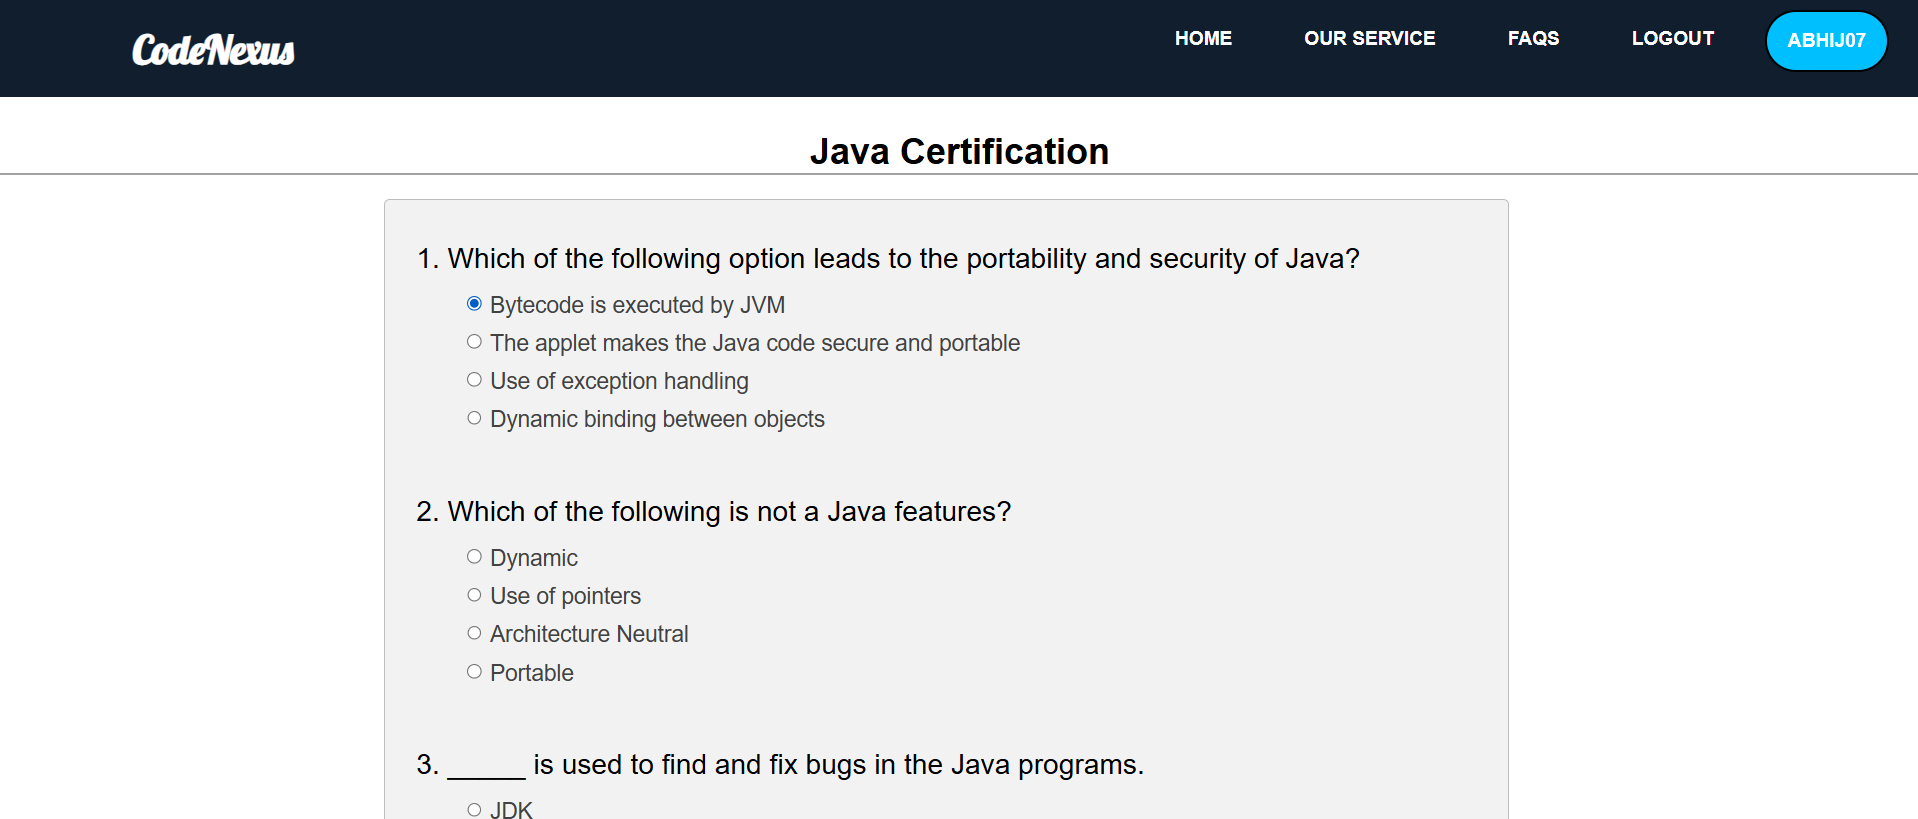 CodeNexus
HOME
OUR SERVICE
FAQS
LOGOUT
ABHIJ07
Java Certification
1. Which of the following option leads to the portability and security of Java?
Bytecode is executed by JVM
The applet makes the Java code secure and portable
Use of exception handling
Dynamic binding between objects
2. Which of the following is not a Java features?
Dynamic
Use of pointers
Architecture Neutral
Portable
3. _____ is used to find and fix bugs in the Java programs.
JDK